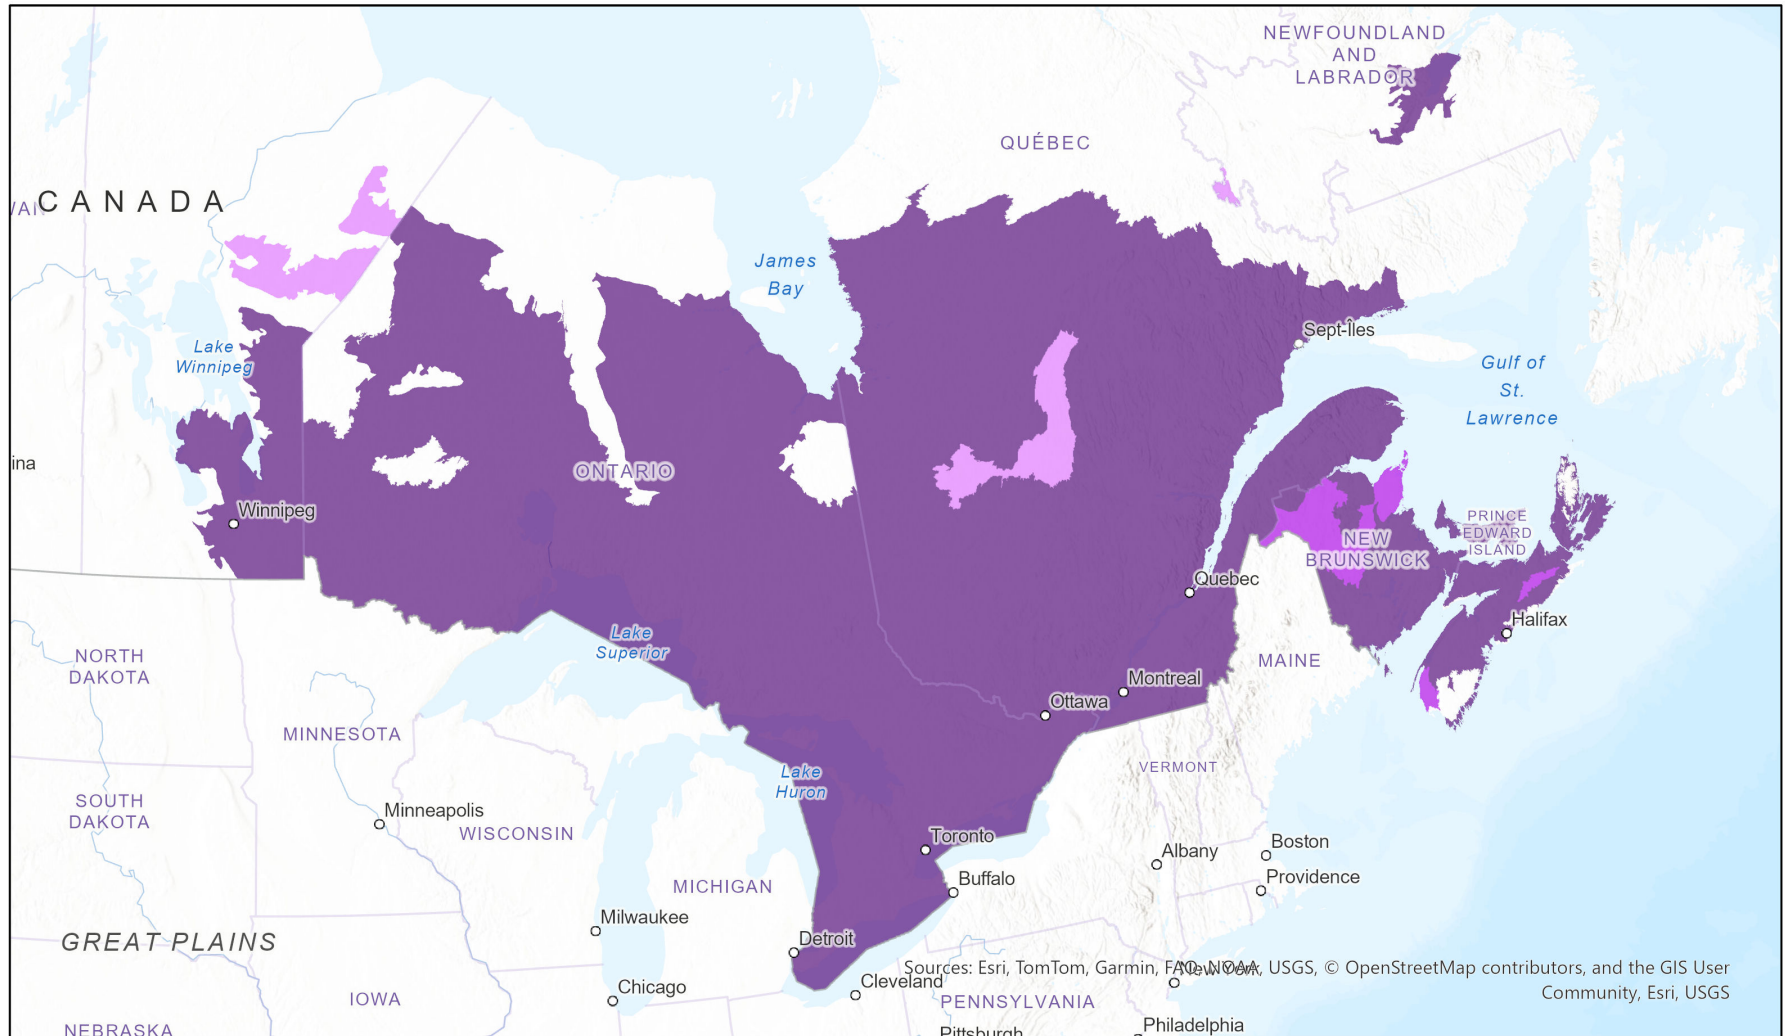 NEWFOUNDLAND
AND
LABRADOR
QUÉBEC
CANADA
James
Bay
Sept-Îles
Lake
Winnipeg
Gulf of
St.
Lawrence
ina
ONTARIO
Winnipeg
PRINCE
EDWARD
ISLAND
NEW
BRUNSWICK
Quebec
Halifax
Lake
Superior
NORTH
DAKOTA
MAINE
Montreal
Ottawa
MINNESOTA
VERMONT
Lake
Huron
SOUTH
DAKOTA
Minneapolis
WISCONSIN
Toronto
Boston
Albany
Buffalo
Providence
MICHIGAN
Milwaukee
GREAT PLAINS
Detroit
Sources: Esri, TomTom, Garmin, FAO, NOAA, USGS, © OpenStreetMap contributors, and the GIS User
Community, Esri, USGS
New York
Cleveland
Chicago
PENNSYLVANIA
IOWA
NEBRASKA
Pittsburgh
Philadelphia